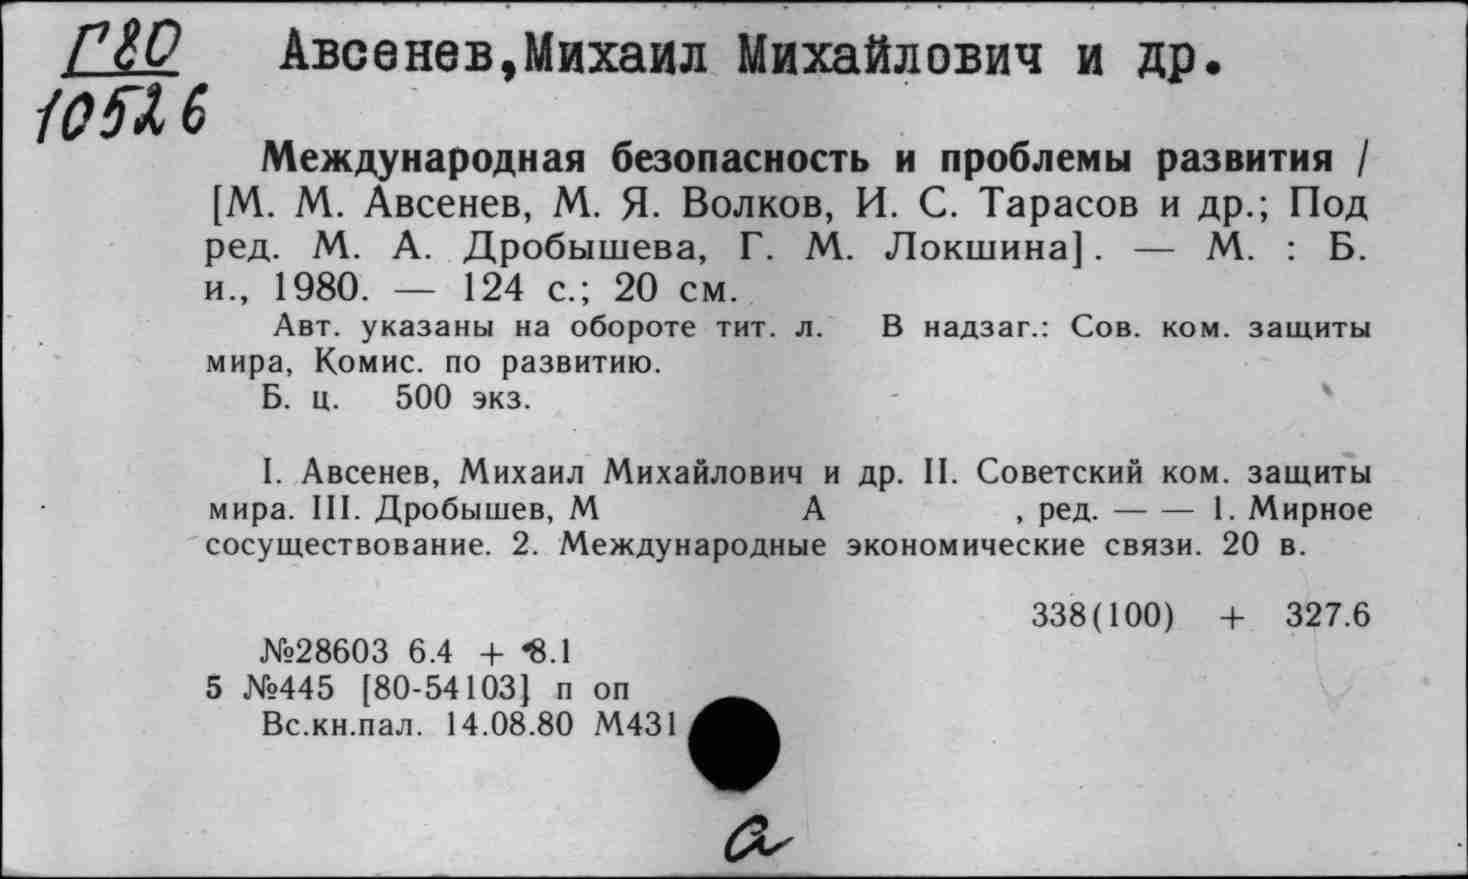 Г80 Авсенев,Михаил Михайлович и др.
10526
Международная безопасность и проблемы развития /
[М. М. Авсенев, М. Я. Волков, И. С. Тарасов и др.; Под
ред. М. А. Дробышева, Г. М. Локшина]. — М. : Б.
и., 1980. — 124 с.; 20 см.
Авт. указаны на обороте тит. л. В надзаг.: Сов. ком. защиты
мира, Комис. по развитию.
Б. ц. 500 экз.
I. Авсенев, Михаил Михайлович и др. II. Советский ком. защиты
мира. III. Дробышев, М А , ред. — — 1. Мирное
сосуществование. 2. Международные экономические связи. 20 в.
338(100) + 327.6
№28603 6.4 + 8.1
5 №445 [80-54103] п оп
Вс.кн.пал. 14.08.80 М431
а